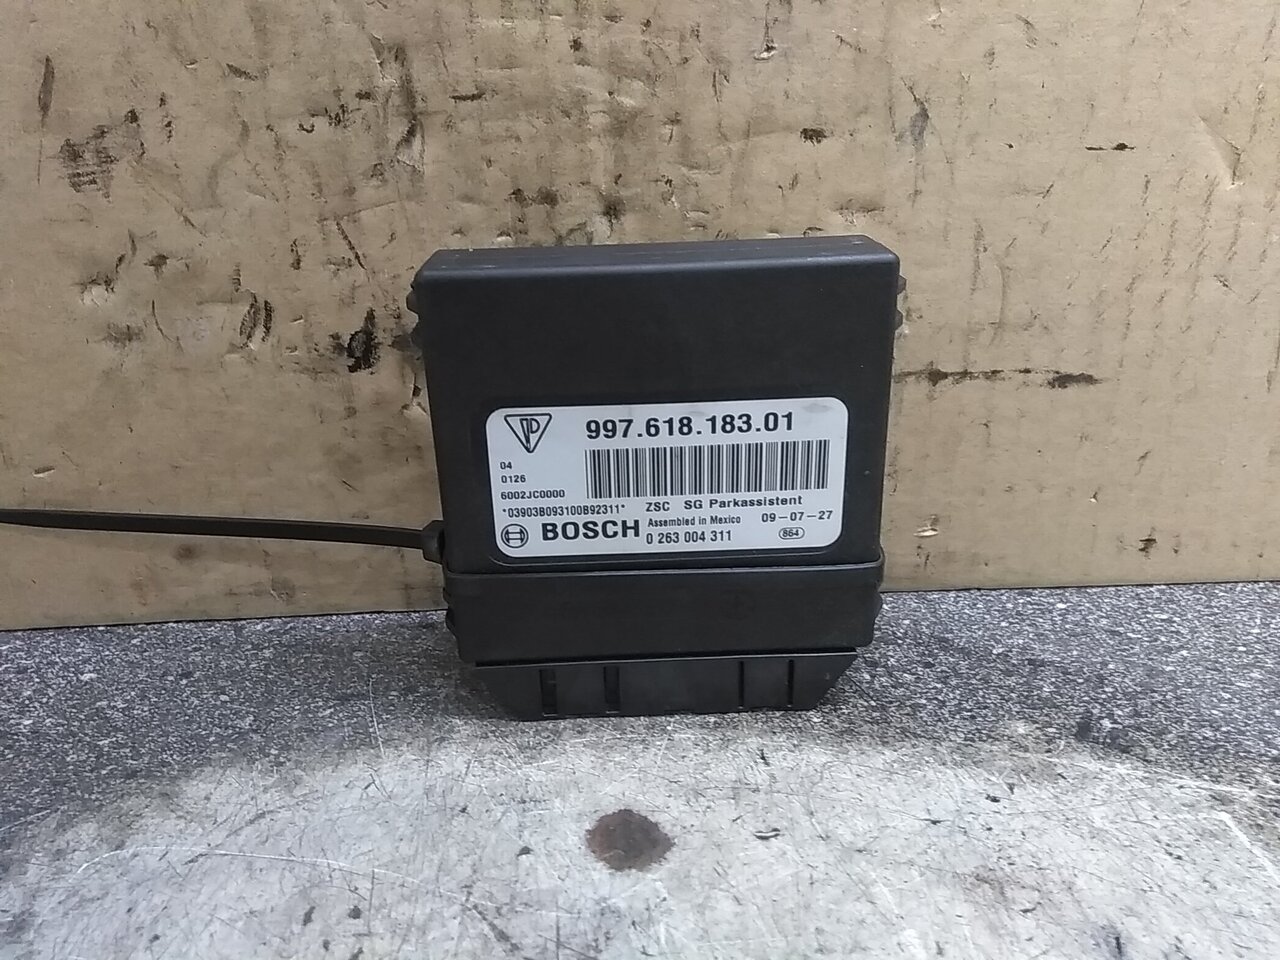 997.618.183.01
04
0126
6002JC0000
*03903B093100B92311* ZSC SG Parkassistent
BOSCH Assembled in Mexico 09-07-27
0 263 004 311 864